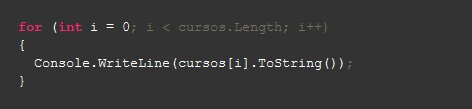 for (int i = 0; i < cursos.Length; i++)
{
  Console.WriteLine(cursos[i].ToString());
}